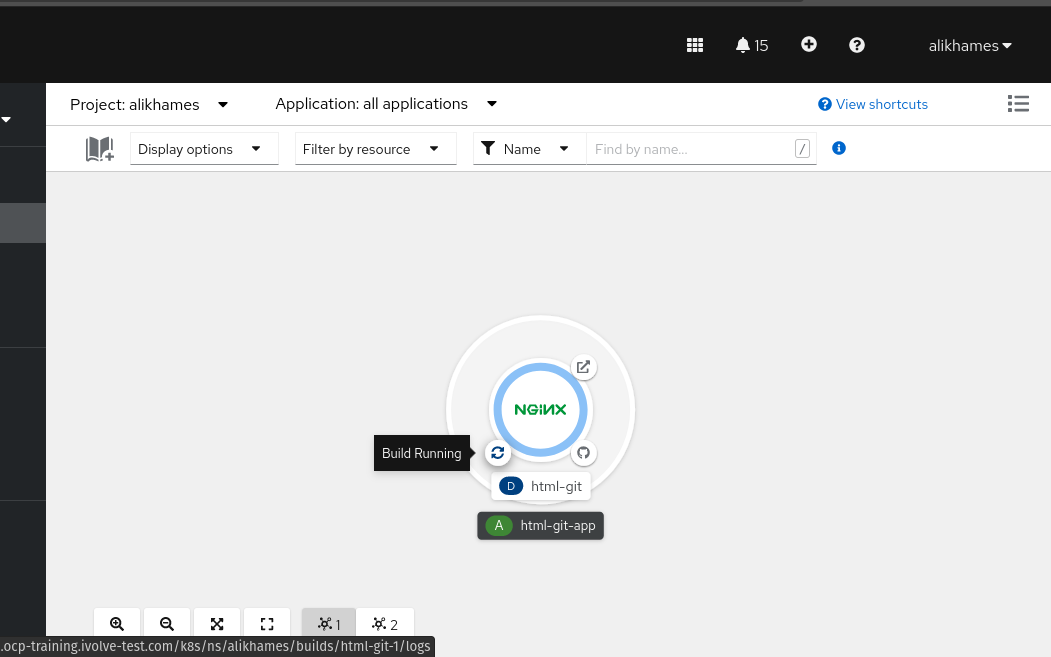 15
alikhames
Project: alikhames
Application: all applications
View shortcuts
Display options
Filter by resource
Name
Find by name...
/
NGINX
Build Running
D html-git
A html-git-app
1
2
.ocp-training.ivolve-test.com/k8s/ns/alikhames/builds/html-git-1/logs